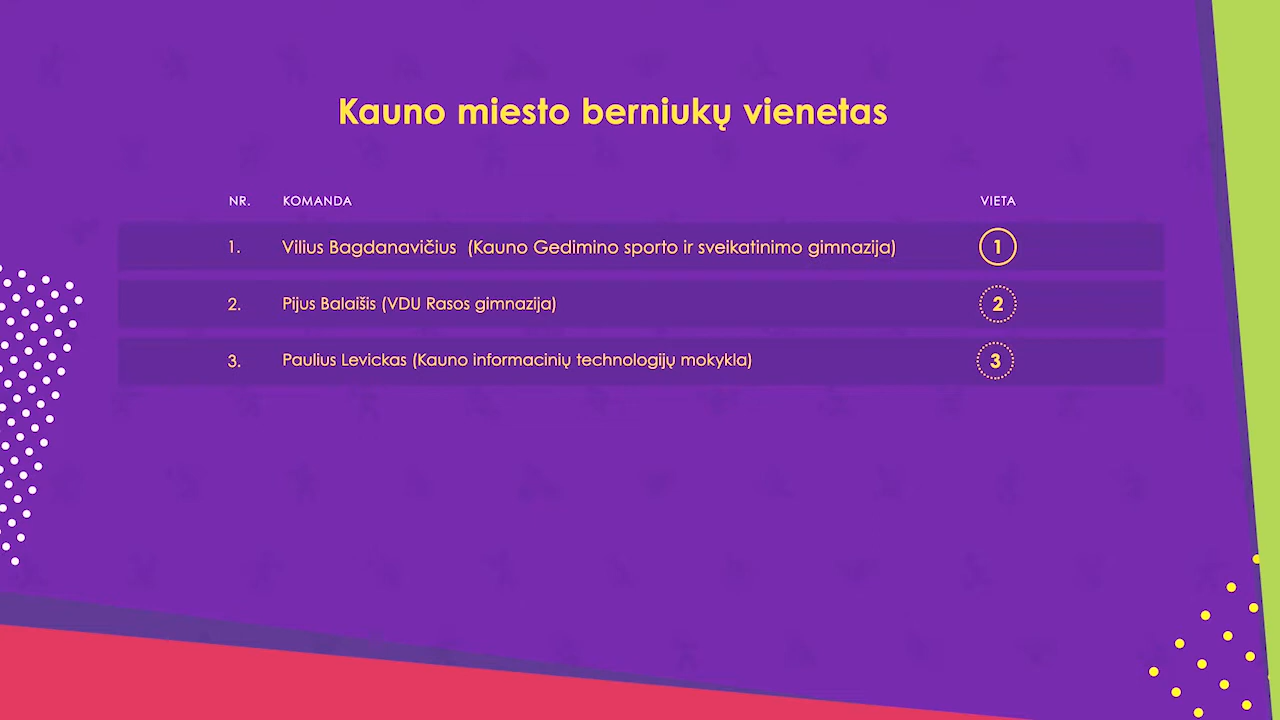 Kauno miesto berniukų vienetas
NR. KOMANDA VIETA
1. Vilius Bagdanavičius (Kauno Gedimino sporto ir sveikatinimo gimnazija) 1
2. Pijus Balaišis (VDU Rasos gimnazija) 2
3. Paulius Levickas (Kauno informacinių technologijų mokykla) 3